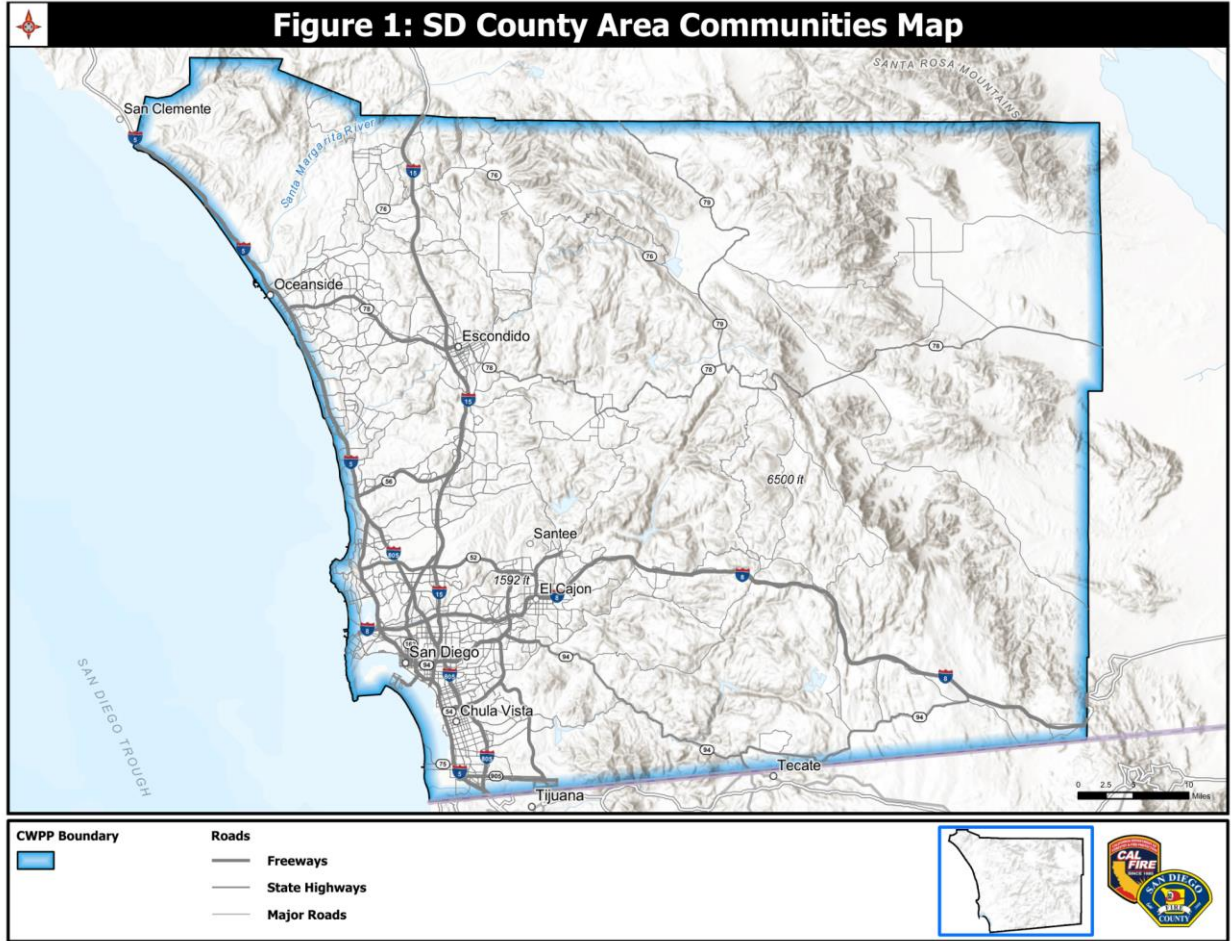 Figure 1: SD County Area Communities Map
SANTA ROSA MOUNTAINS
San Clemente
5
Santa Margarita River
15
76
76
79
76
5
Oceanside
78
Escondido
79
78
78
78
15
5
56
6500 ft
Santee
805
52
1592 ft
8
15
El Cajon
8
8
San Diego
94
94
805
8
SAN DIEGO TROUGH
54
Chula Vista
94
94
805
75
5
905
Tecate
Tijuana
0 2.5 5 10
Miles
CWPP Boundary
Roads
Freeways
State Highways
Major Roads
CAL
FIRE
SINCE 1885
SAN DIEGO
FIRE
COUNTY